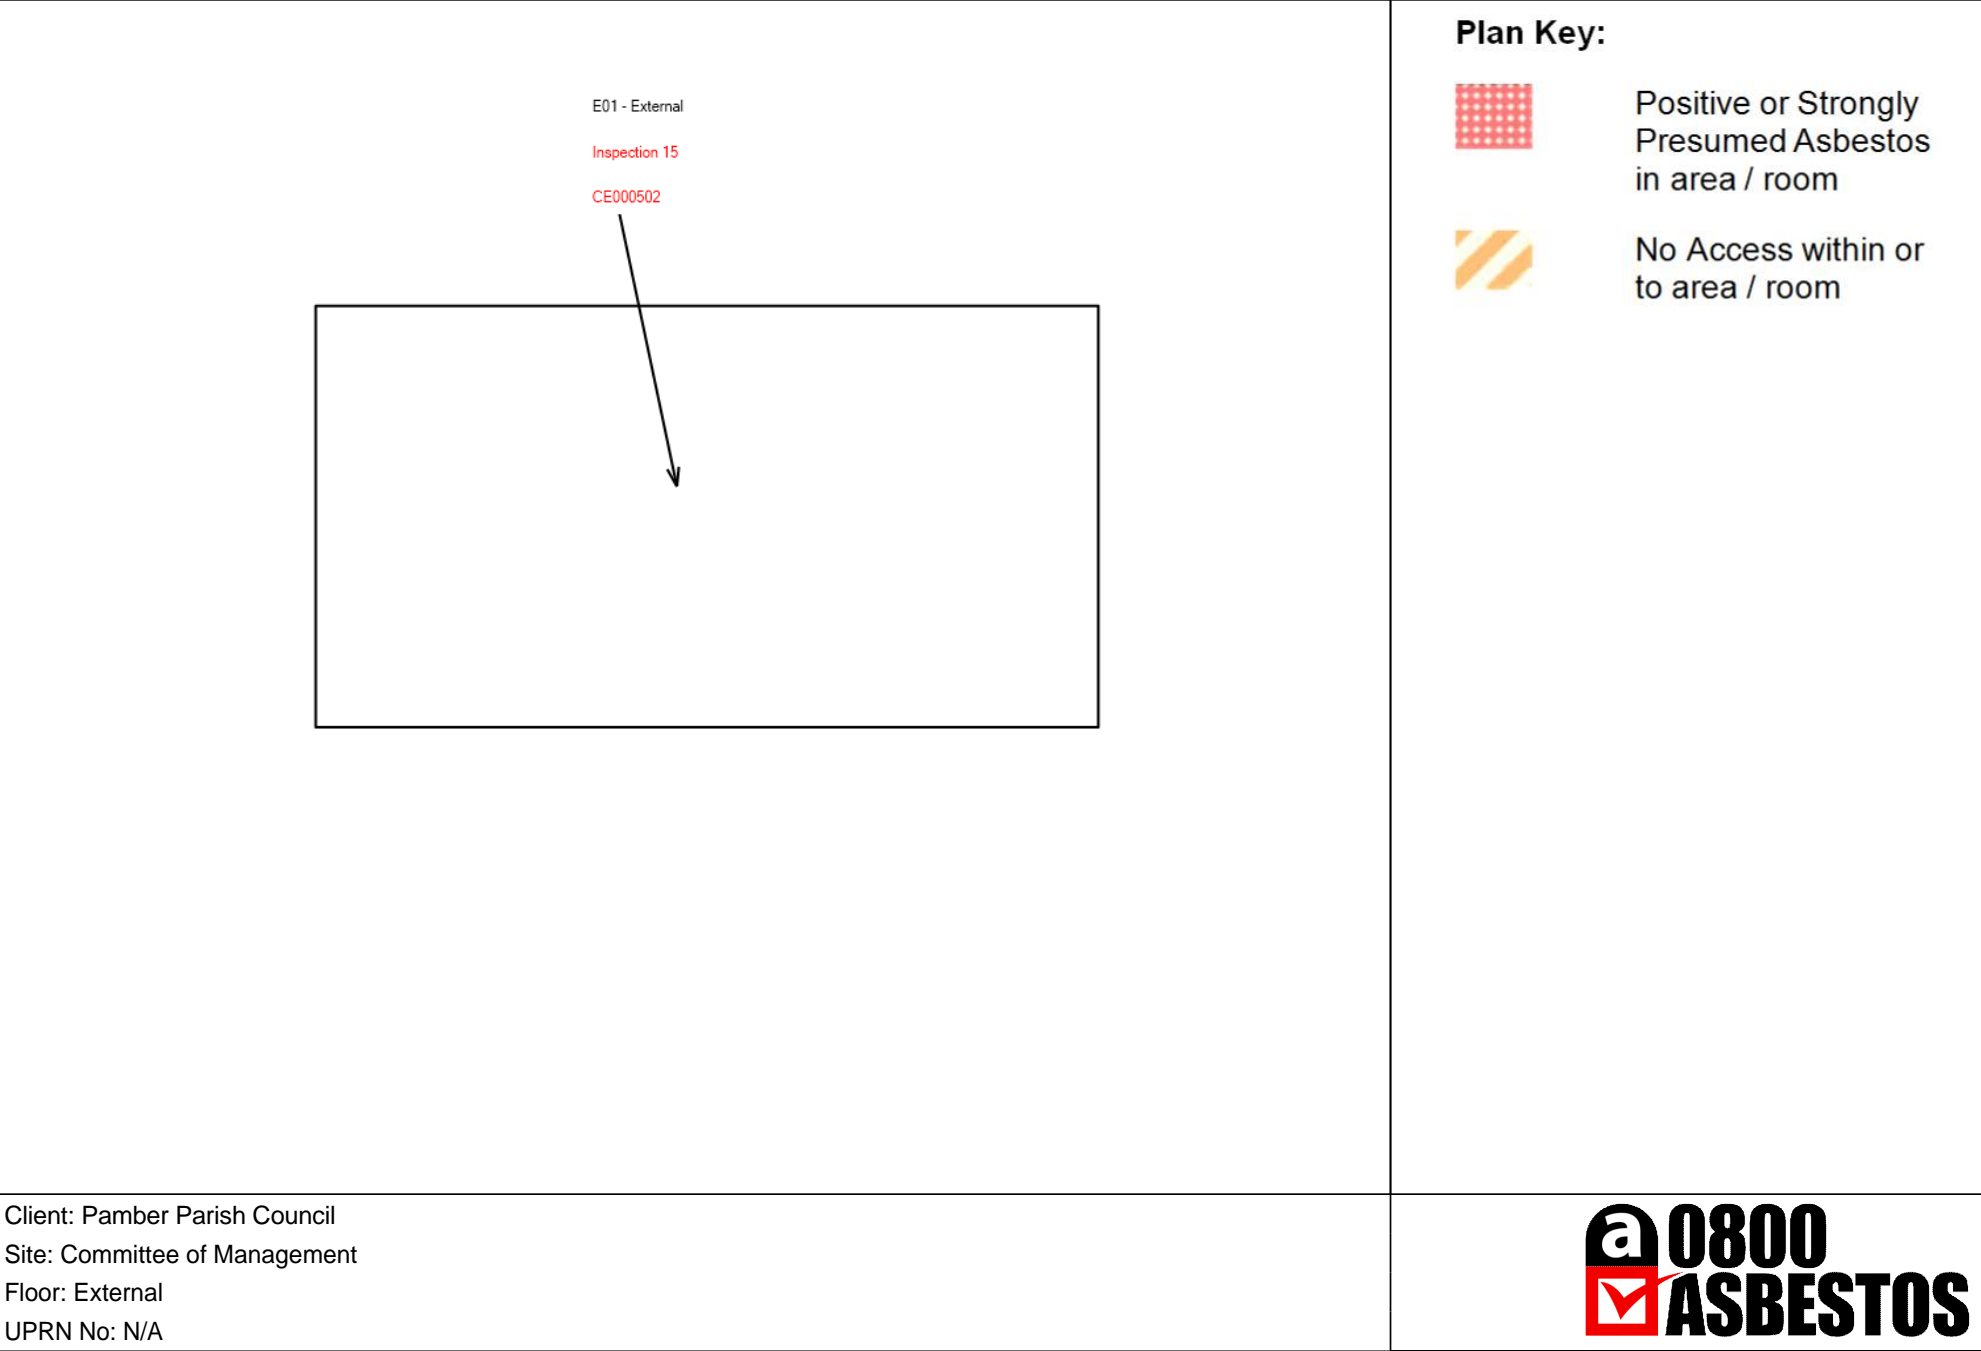 E01 - External
Inspection 15
CE000502
Plan Key:
Positive or Strongly
Presumed Asbestos
in area / room
No Access within or
to area / room
Client: Pamber Parish Council
Site: Committee of Management
Floor: External
UPRN No: N/A
a 0800
ASBESTOS